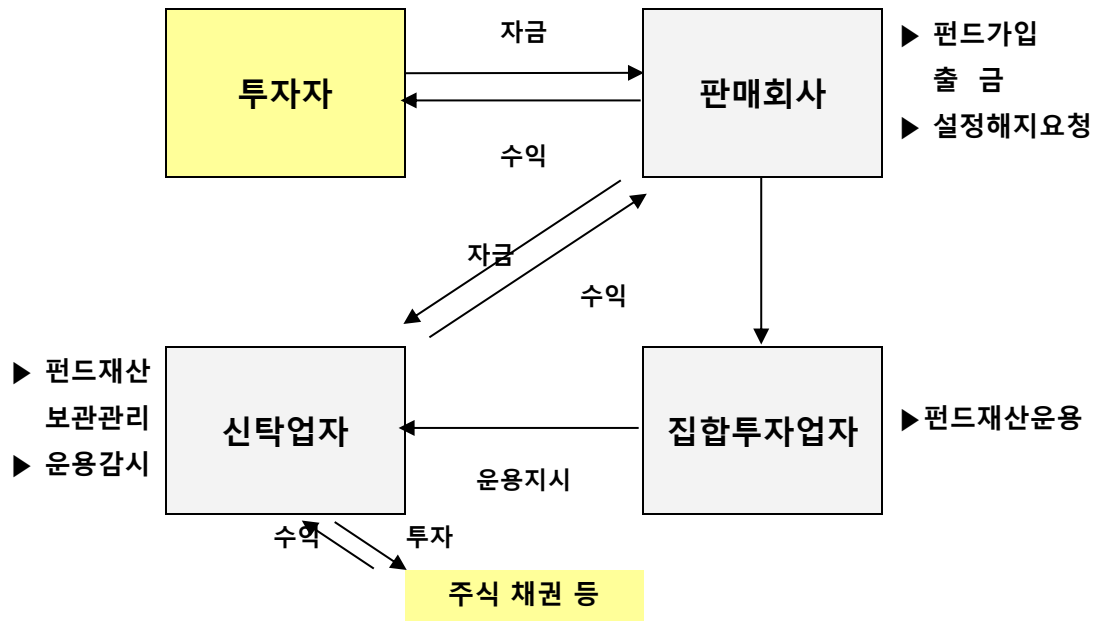 자금
투자자
판매회사
▶ 펀드가입
출 금
▶ 설정해지요청
수익
자금
수익
▶ 펀드재산
보관관리
▶ 운용감시
신탁업자
집합투자업자
▶펀드재산운용
운용지시
수익
투자
주식 채권 등